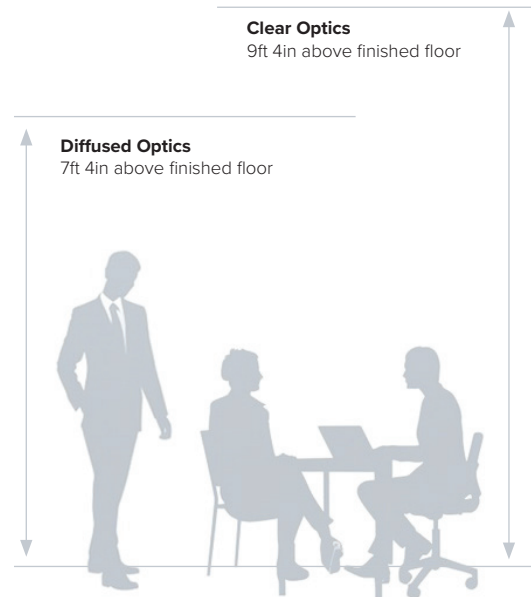 Clear Optics
9ft 4in above finished floor
Diffused Optics
7ft 4in above finished floor